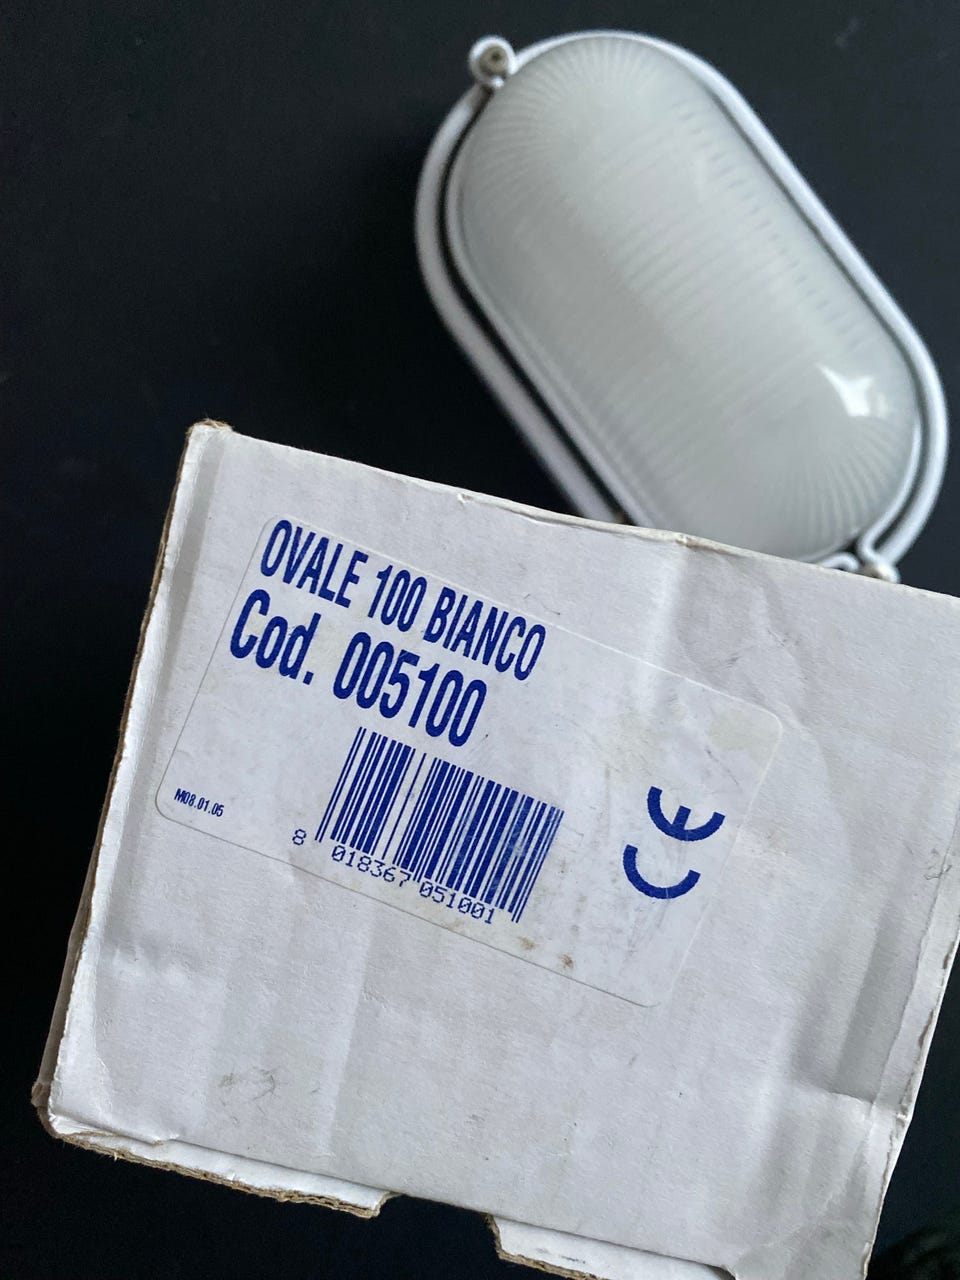 OVALE 100 BIANCO
Cod. 005100
M08.01.05
8 018367 051001
CE